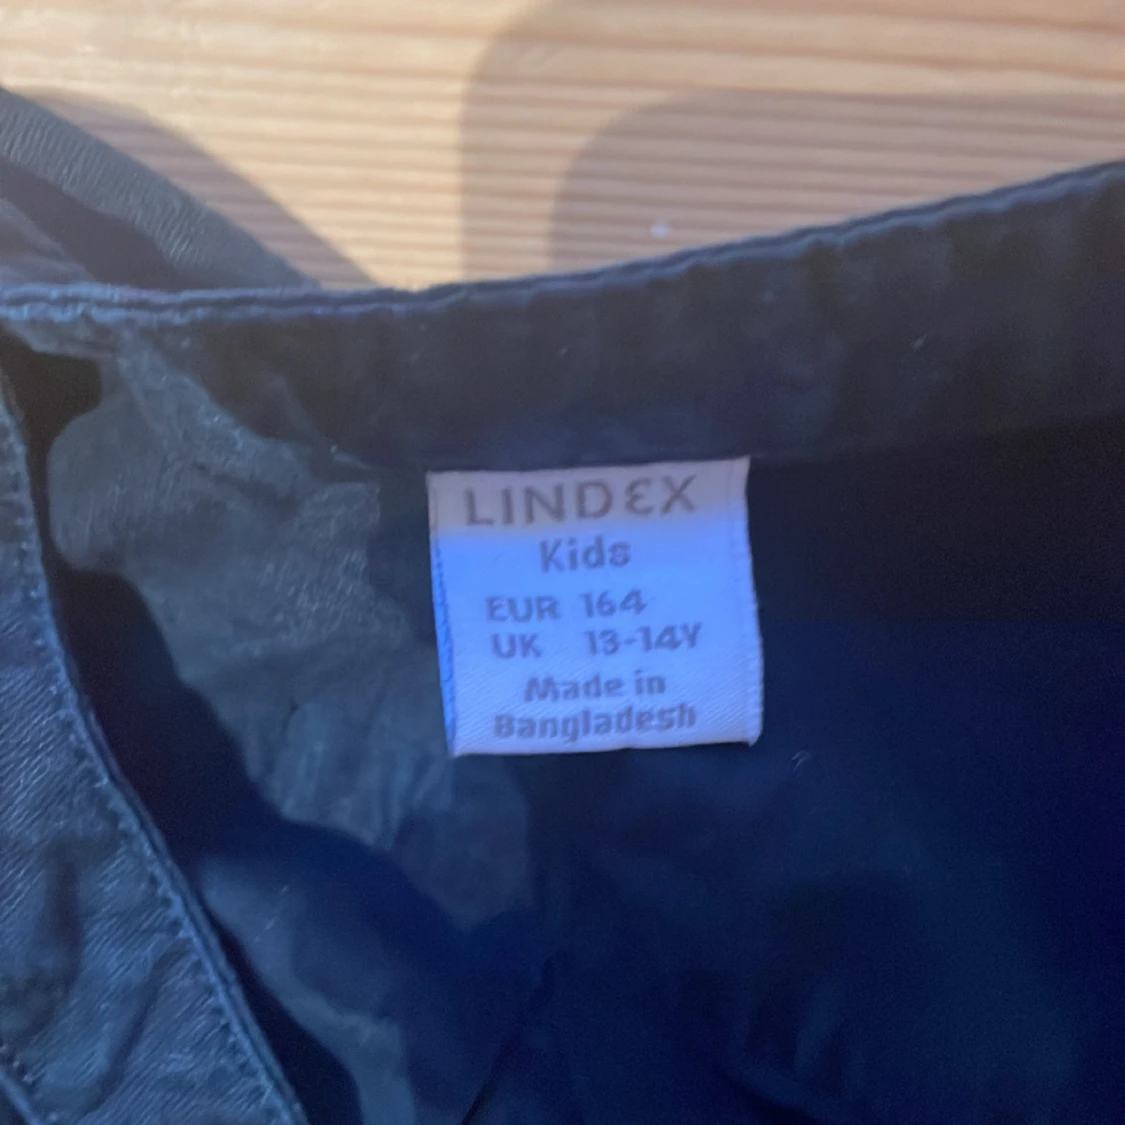 LINDEX
Kids
EUR 164
UK 13-14Y
Made in
Bangladesh